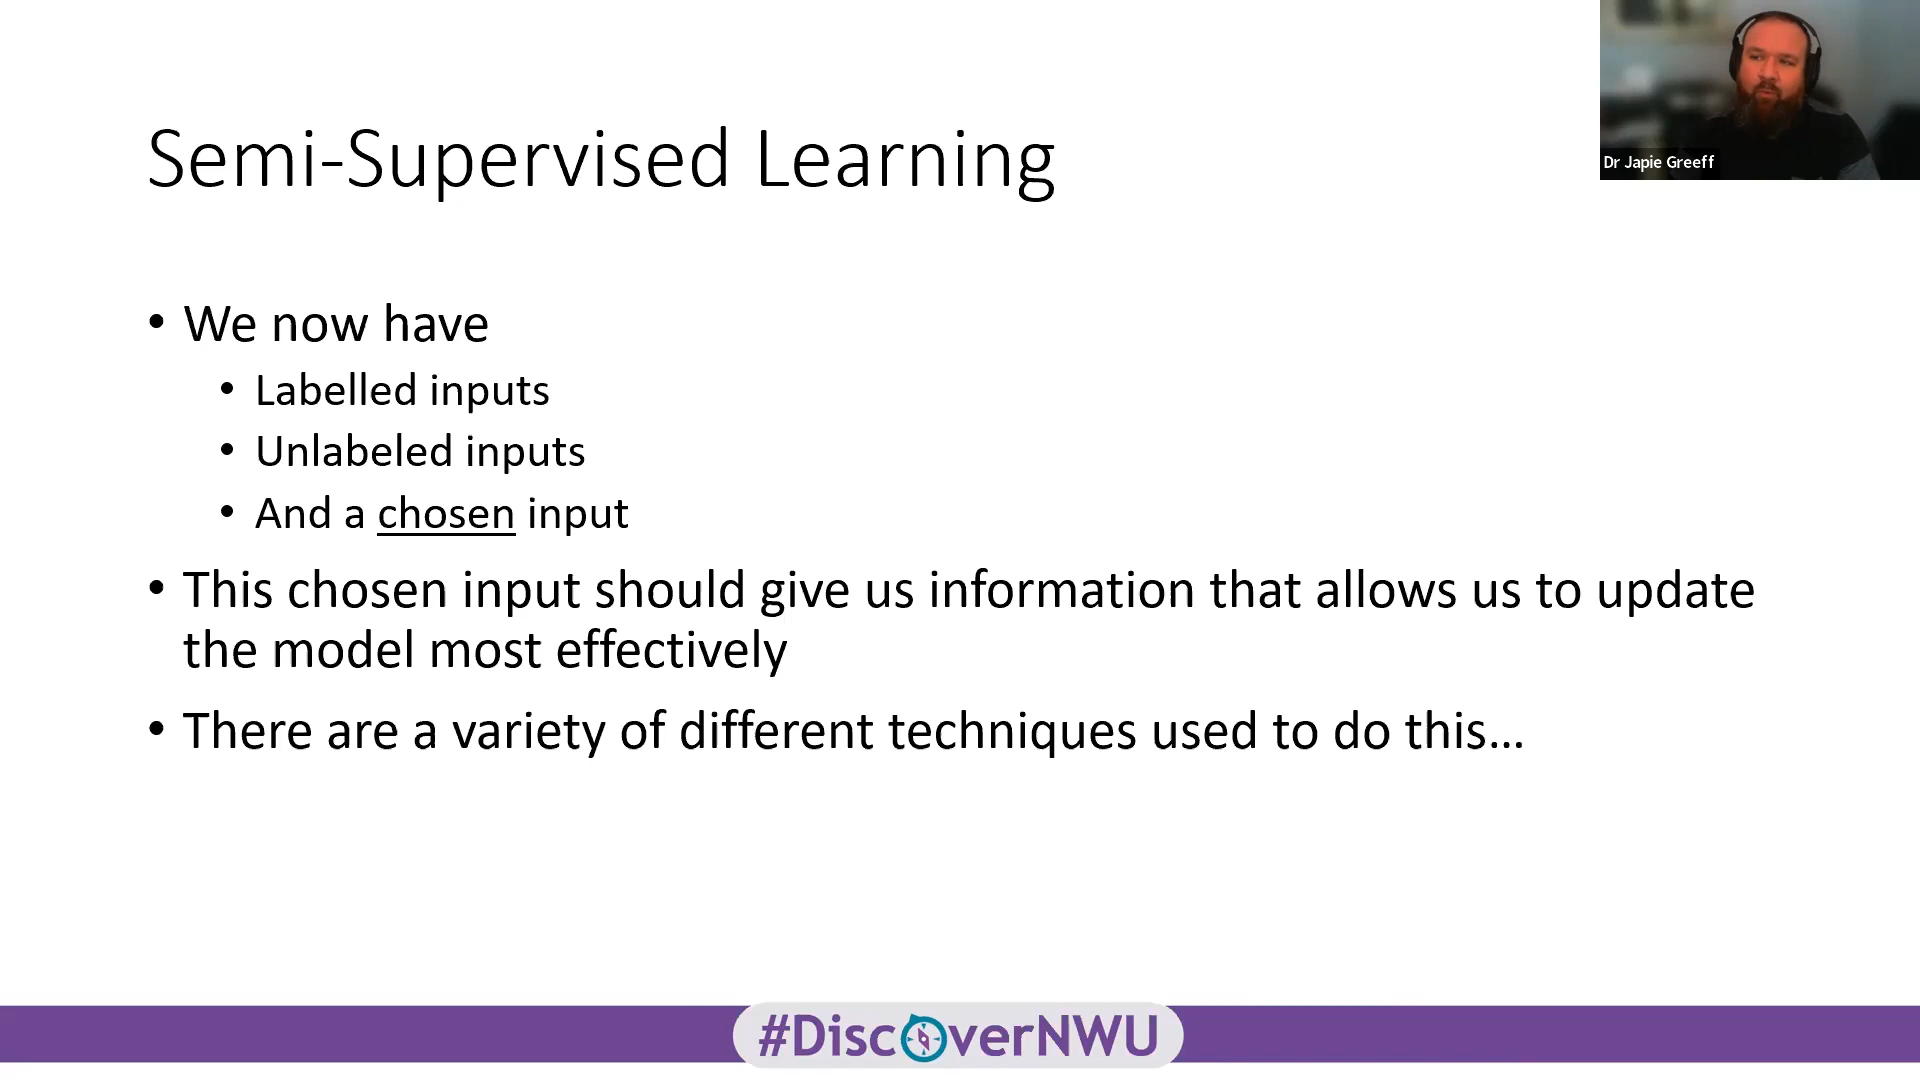 Dr Japie Greeff
Semi-Supervised Learning
• We now have
• Labelled inputs
• Unlabeled inputs
• And a chosen input
• This chosen input should give us information that allows us to update
the model most effectively
• There are a variety of different techniques used to do this…
#DiscoverNWU